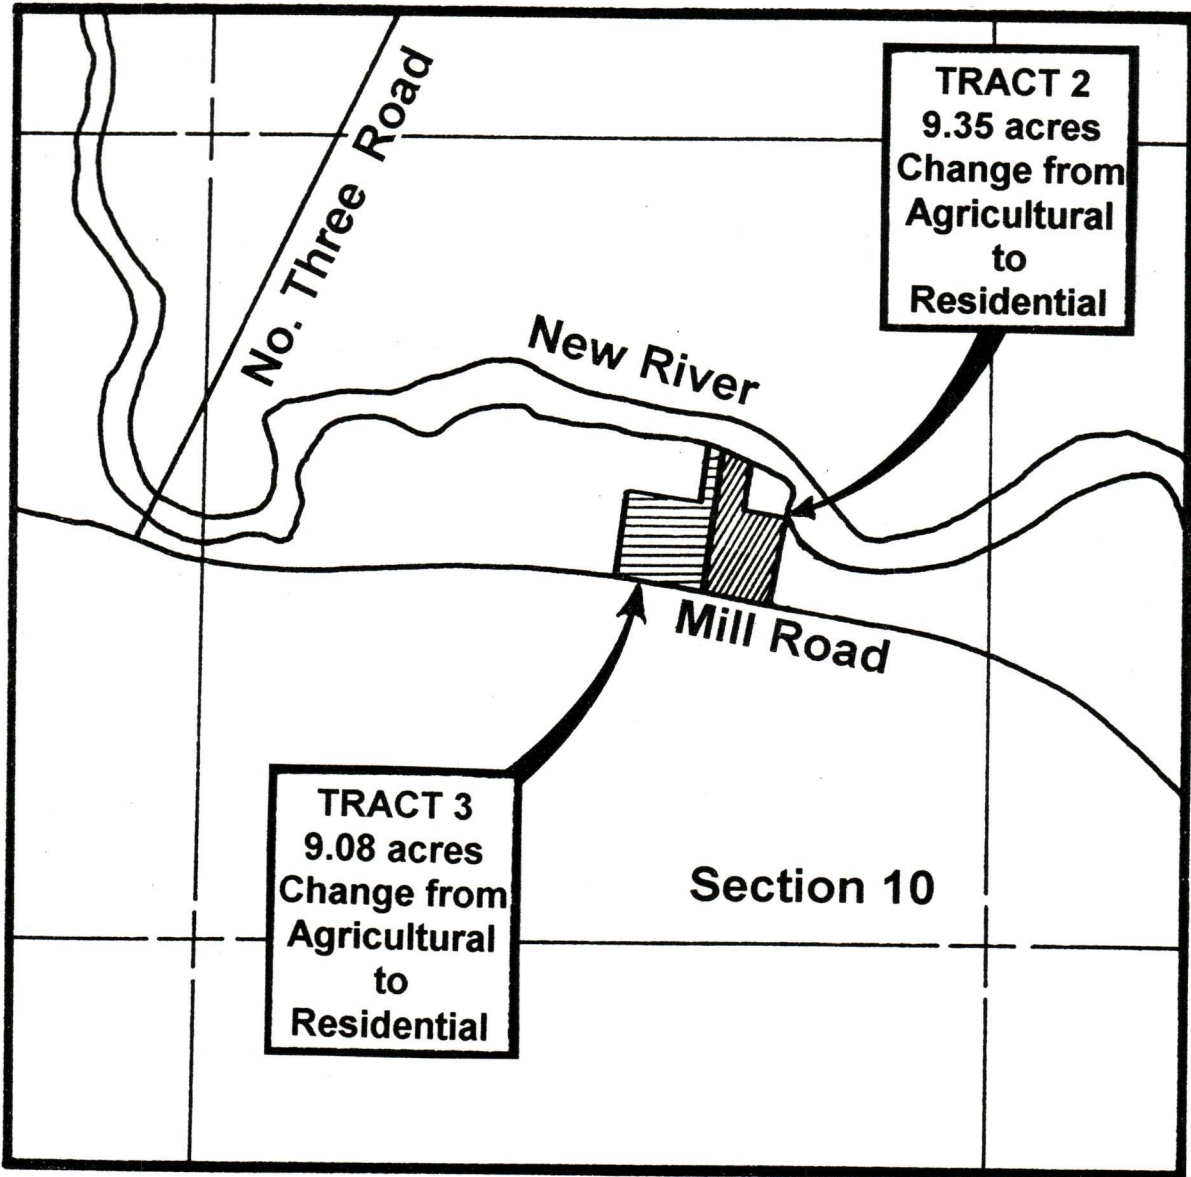 TRACT 2
9.35 acres
Change from
Agricultural
to
Residential
No. Three Road
New River
Mill Road
TRACT 3
9.08 acres
Change from
Agricultural
to
Residential
Section 10